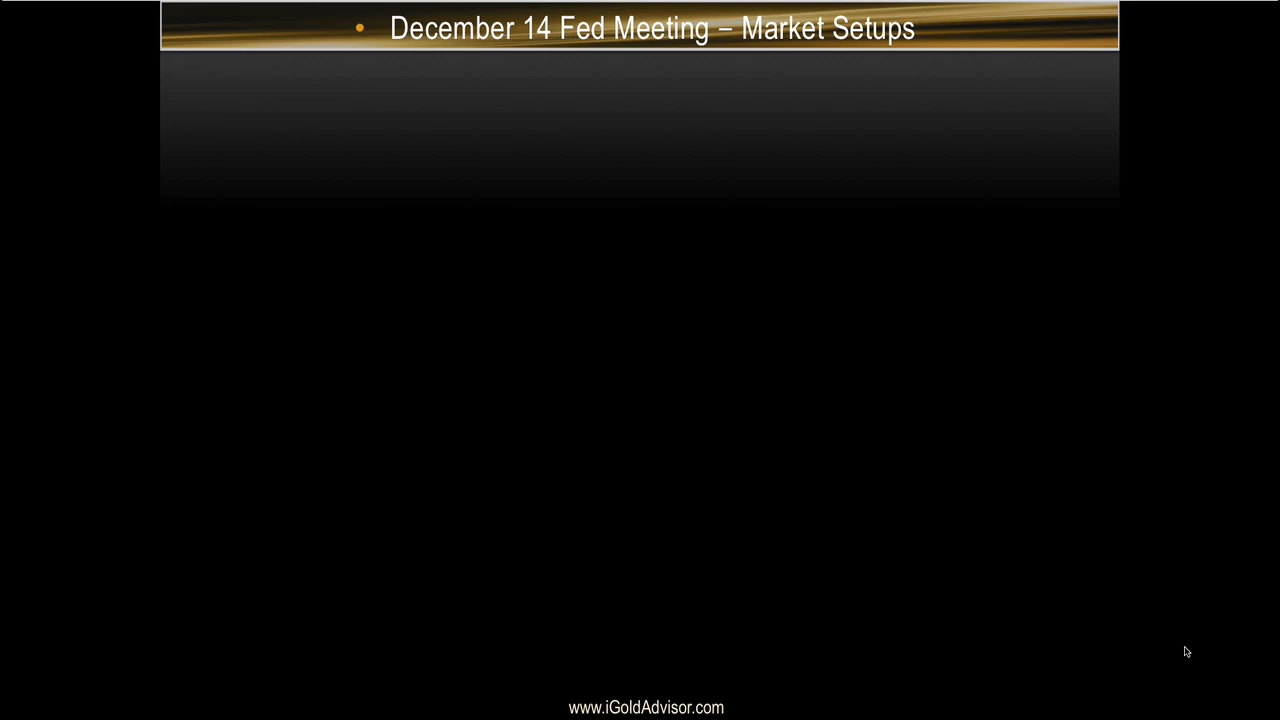 • December 14 Fed Meeting – Market Setups
www.iGoldAdvisor.com